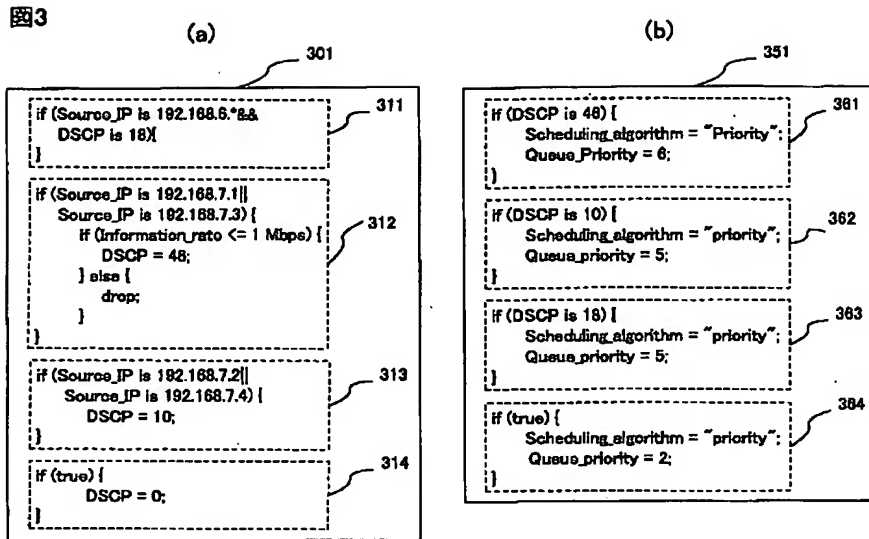 図3
(a)
301
if (Source_IP is 192.168.6.*&&
DSCP is 18){
}
311
if (Source_IP is 192.168.7.1||
Source_IP is 192.168.7.3) {
if (Information_rato <= 1 Mbps) {
DSCP = 46;
} else {
drop;
}
}
312
if (Source_IP is 192.168.7.2||
Source_IP is 192.168.7.4) {
DSCP = 10;
}
313
if (true) {
DSCP = 0;
}
314
(b)
351
if (DSCP is 46) {
Scheduling_algorithm = "Priority";
Queue_Priority = 6;
}
361
if (DSCP is 10) {
Scheduling_algorithm = "priority";
Queue_priority = 5;
}
362
if (DSCP is 18) {
Scheduling_algorithm = "priority";
Queue_priority = 5;
}
363
if (true) {
Scheduling_algorithm = "priority";
Queue_priority = 2;
}
364